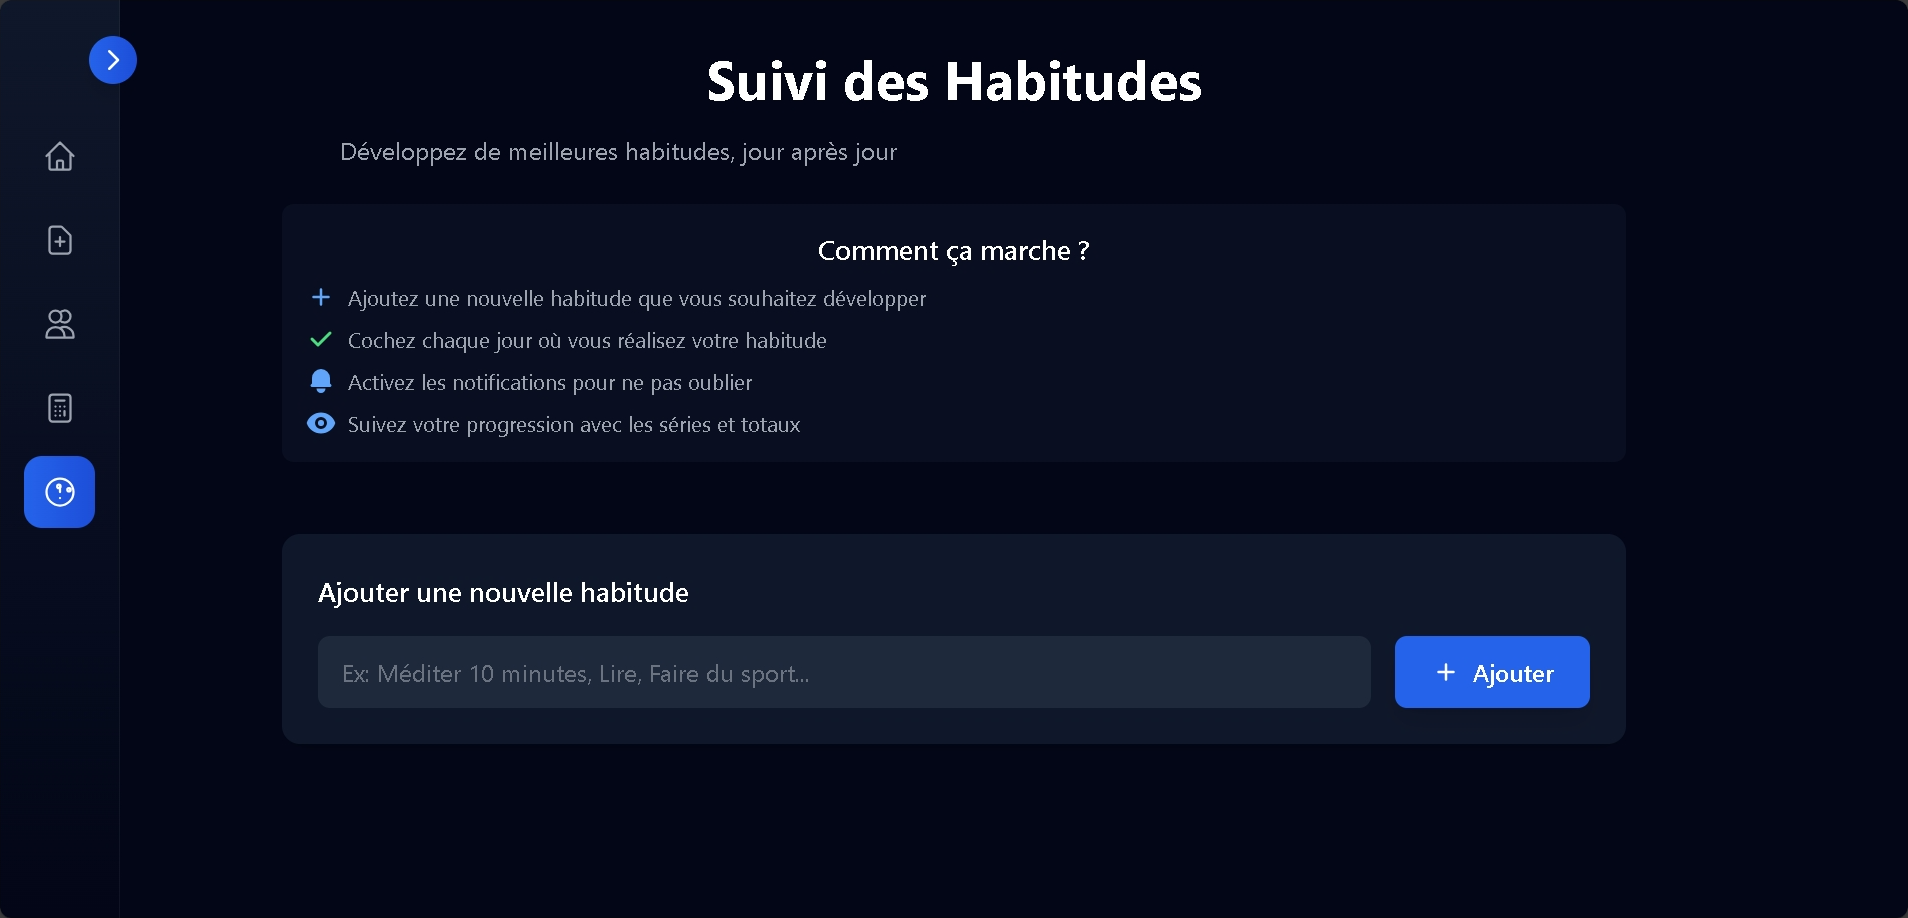 Suivi des Habitudes
Développez de meilleures habitudes, jour après jour
Comment ça marche ?
Ajoutez une nouvelle habitude que vous souhaitez développer
Cochez chaque jour où vous réalisez votre habitude
Activez les notifications pour ne pas oublier
Suivez votre progression avec les séries et totaux
Ajouter une nouvelle habitude
Ex: Méditer 10 minutes, Lire, Faire du sport...
Ajouter